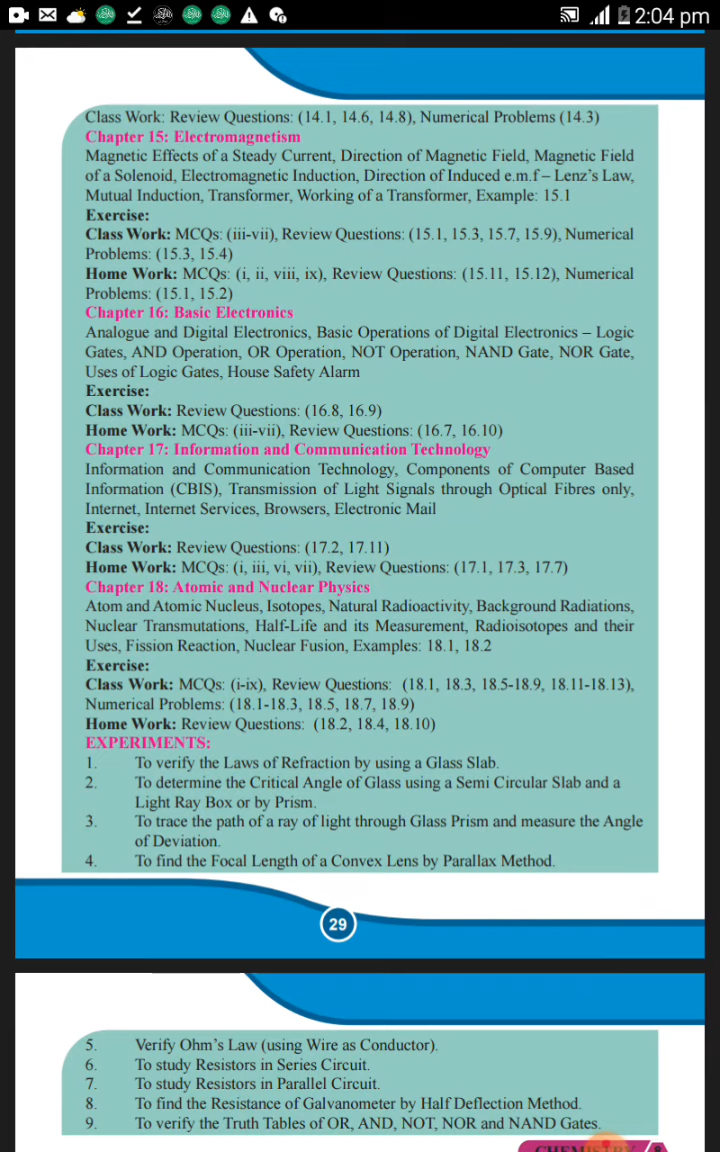 2:04 pm
Class Work: Review Questions: (14.1, 14.6, 14.8), Numerical Problems (14.3)
Chapter 15: Electromagnetism
Magnetic Effects of a Steady Current, Direction of Magnetic Field, Magnetic Field
of a Solenoid, Electromagnetic Induction, Direction of Induced e.m.f – Lenz's Law,
Mutual Induction, Transformer, Working of a Transformer, Example: 15.1
Exercise:
Class Work: MCQs: (iii-vii), Review Questions: (15.1, 15.3, 15.7, 15.9), Numerical
Problems: (15.3, 15.4)
Home Work: MCQs: (i, ii, viii, ix), Review Questions: (15.11, 15.12), Numerical
Problems: (15.1, 15.2)
Chapter 16: Basic Electronics
Analogue and Digital Electronics, Basic Operations of Digital Electronics – Logic
Gates, AND Operation, OR Operation, NOT Operation, NAND Gate, NOR Gate,
Uses of Logic Gates, House Safety Alarm
Exercise:
Class Work: Review Questions: (16.8, 16.9)
Home Work: MCQs: (iii-vii), Review Questions: (16.7, 16.10)
Chapter 17: Information and Communication Technology
Information and Communication Technology, Components of Computer Based
Information (CBIS), Transmission of Light Signals through Optical Fibres only,
Internet, Internet Services, Browsers, Electronic Mail
Exercise:
Class Work: Review Questions: (17.2, 17.11)
Home Work: MCQs: (i, iii, vi, vii), Review Questions: (17.1, 17.3, 17.7)
Chapter 18: Atomic and Nuclear Physics
Atom and Atomic Nucleus, Isotopes, Natural Radioactivity, Background Radiations,
Nuclear Transmutations, Half-Life and its Measurement, Radioisotopes and their
Uses, Fission Reaction, Nuclear Fusion, Examples: 18.1, 18.2
Exercise:
Class Work: MCQs: (i-ix), Review Questions: (18.1, 18.3, 18.5-18.9, 18.11-18.13),
Numerical Problems: (18.1-18.3, 18.5, 18.7, 18.9)
Home Work: Review Questions: (18.2, 18.4, 18.10)
EXPERIMENTS:
1. To verify the Laws of Refraction by using a Glass Slab.
2. To determine the Critical Angle of Glass using a Semi Circular Slab and a
Light Ray Box or by Prism.
3. To trace the path of a ray of light through Glass Prism and measure the Angle
of Deviation.
4. To find the Focal Length of a Convex Lens by Parallax Method.
29
5. Verify Ohm's Law (using Wire as Conductor).
6. To study Resistors in Series Circuit.
7. To study Resistors in Parallel Circuit.
8. To find the Resistance of Galvanometer by Half Deflection Method.
9. To verify the Truth Tables of OR, AND, NOT, NOR and NAND Gates.
CHEMISTRY